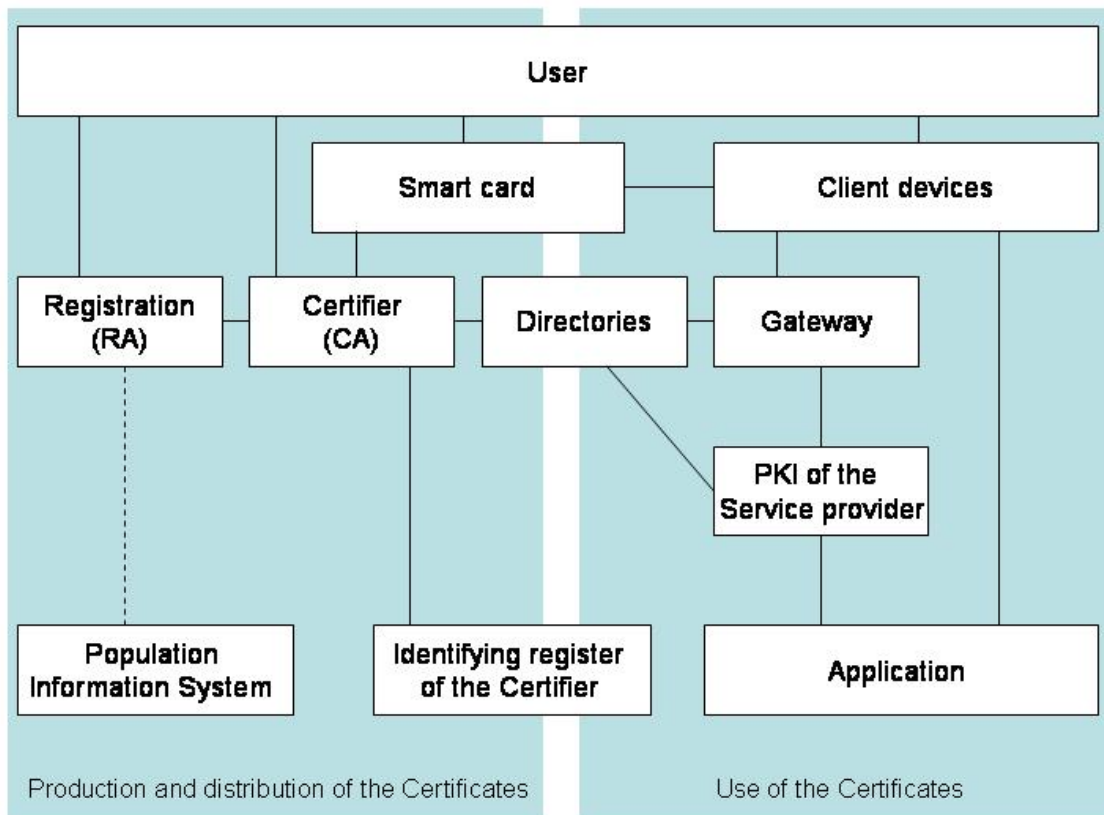 User
Smart card
Client devices
Registration
(RA)
Certifier
(CA)
Directories
Gateway
PKI of the
Service provider
Population
Information System
Identifying register
of the Certifier
Application
Production and distribution of the Certificates
Use of the Certificates